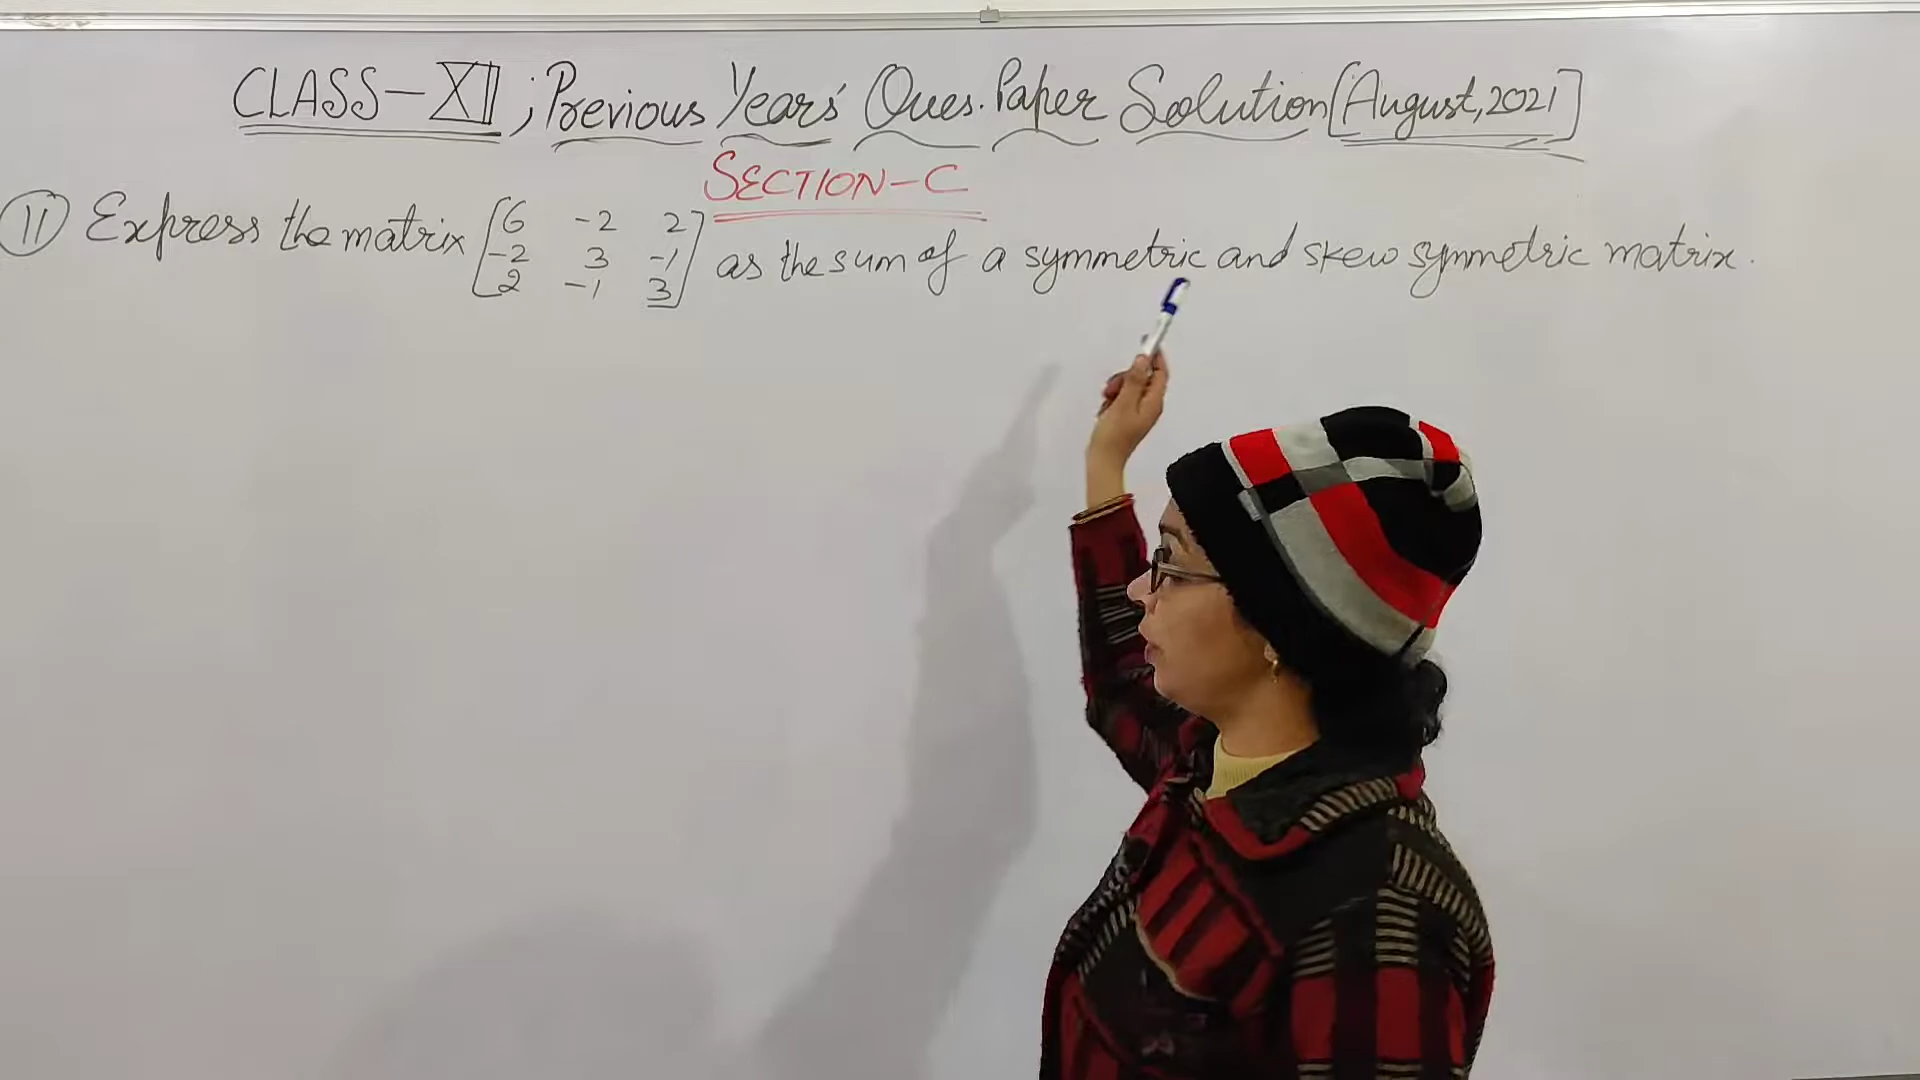 CLASS-XII; Previous Years' Ques. Paper Solution [August, 2021]
SECTION-C
11 Express the matrix [6 -2 2
-2 3 -1
2 -1 3] as the sum of a symmetric and skew symmetric matrix.